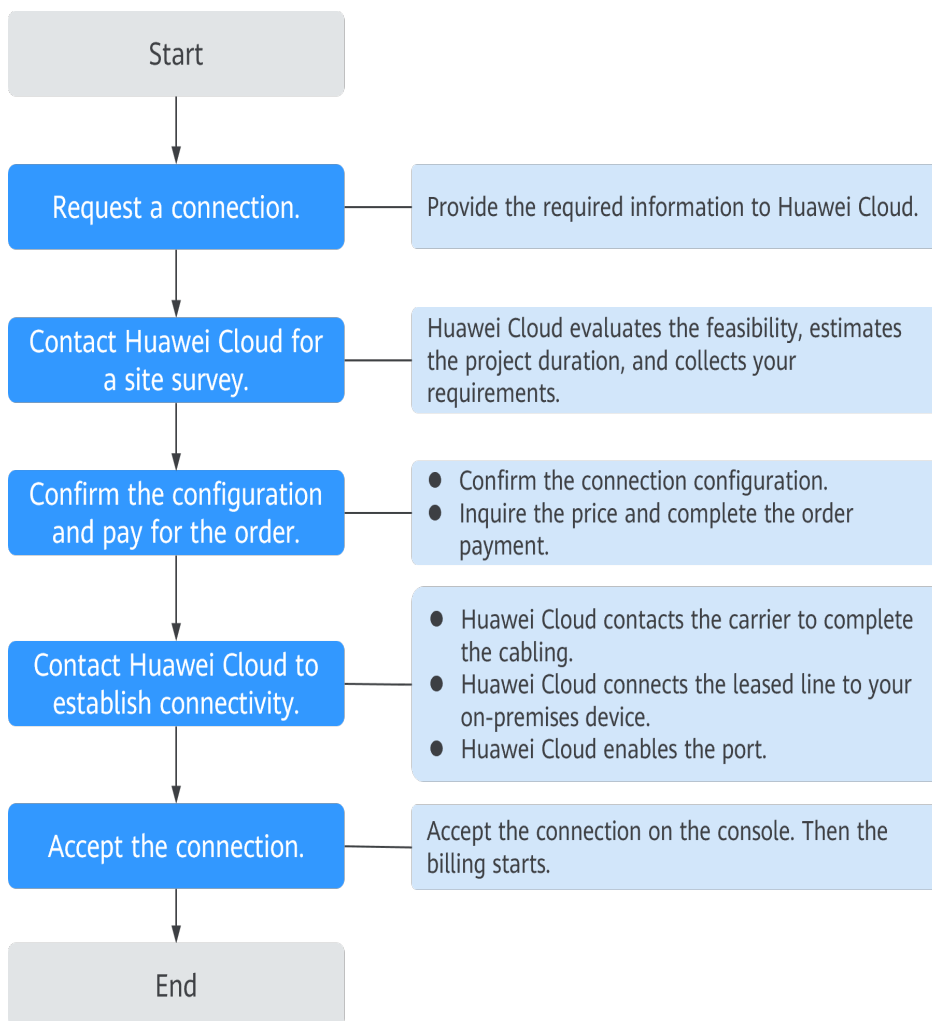 Start
Request a connection.
Provide the required information to Huawei Cloud.
Contact Huawei Cloud for
a site survey.
Huawei Cloud evaluates the feasibility, estimates
the project duration, and collects your
requirements.
Confirm the configuration
and pay for the order.
● Confirm the connection configuration.
● Inquire the price and complete the order
payment.
Contact Huawei Cloud to
establish connectivity.
● Huawei Cloud contacts the carrier to complete
the cabling.
● Huawei Cloud connects the leased line to your
on-premises device.
● Huawei Cloud enables the port.
Accept the connection.
Accept the connection on the console. Then the
billing starts.
End